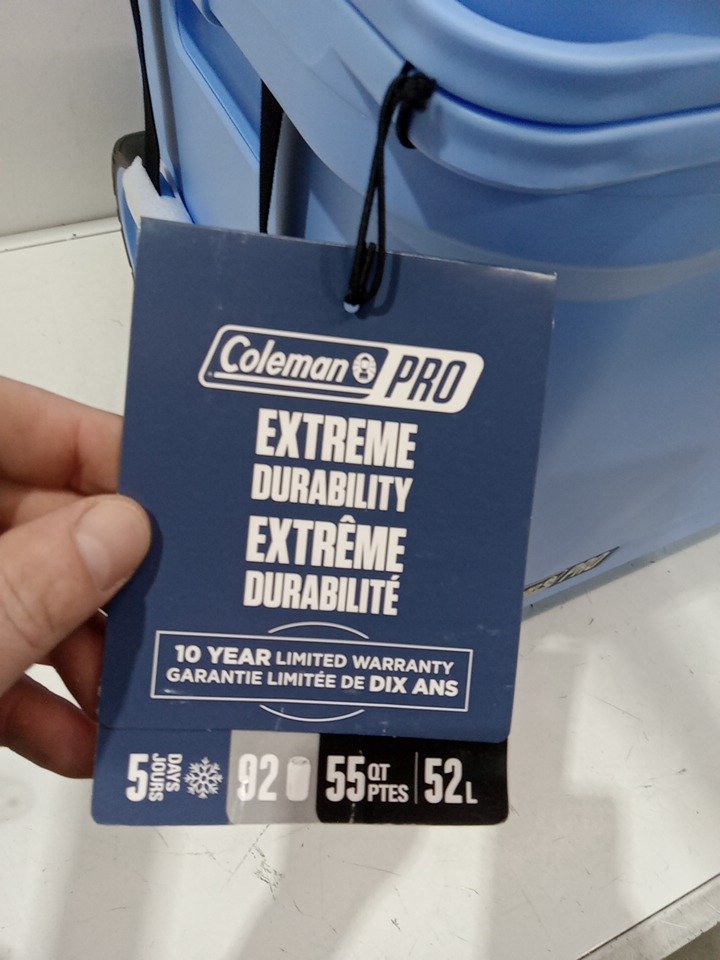 Coleman PRO
EXTREME
DURABILITY
EXTRÊME
DURABILITÉ
10 YEAR LIMITED WARRANTY
GARANTIE LIMITÉE DE DIX ANS
5 DAYS JOURS 92 55 QT PTES 52 L